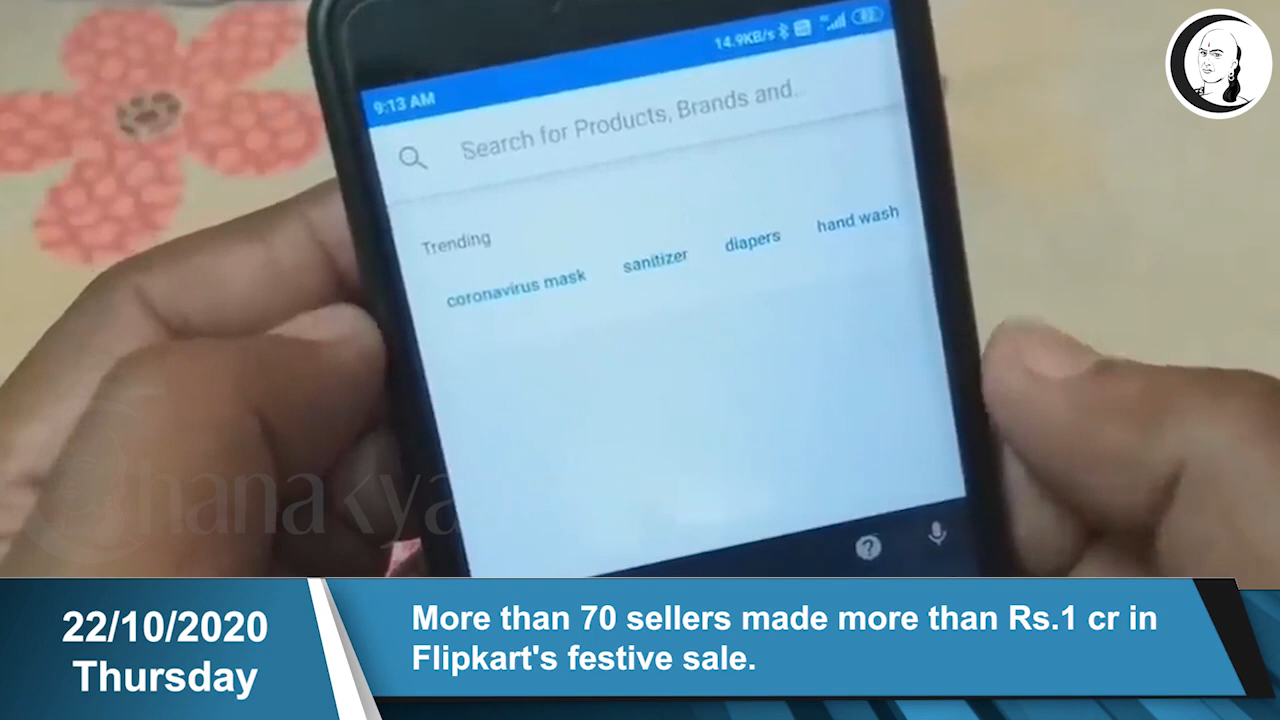 14.9KB/s
9:13 AM
Search for Products, Brands and...
Trending
coronavirus mask sanitizer diapers hand wash
hanakya
22/10/2020
Thursday
More than 70 sellers made more than Rs.1 cr in
Flipkart's festive sale.